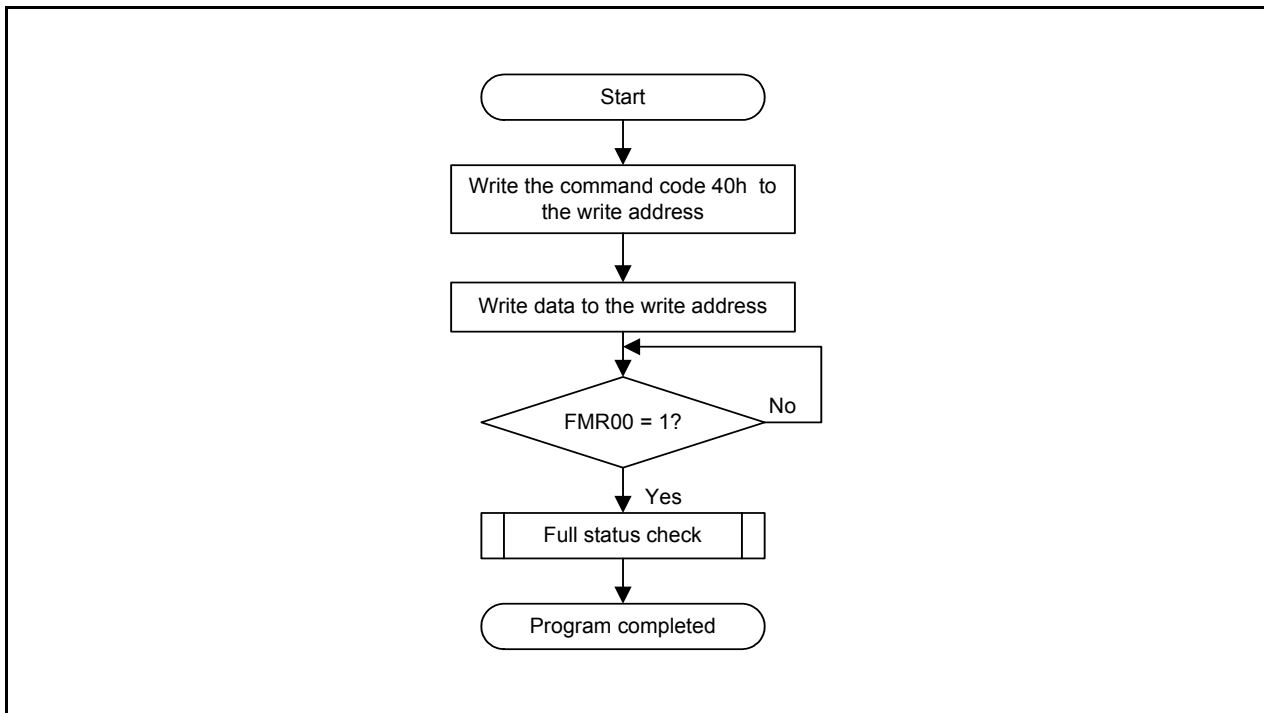 Start
Write the command code 40h to
the write address
Write data to the write address
FMR00 = 1?
No
Yes
Full status check
Program completed